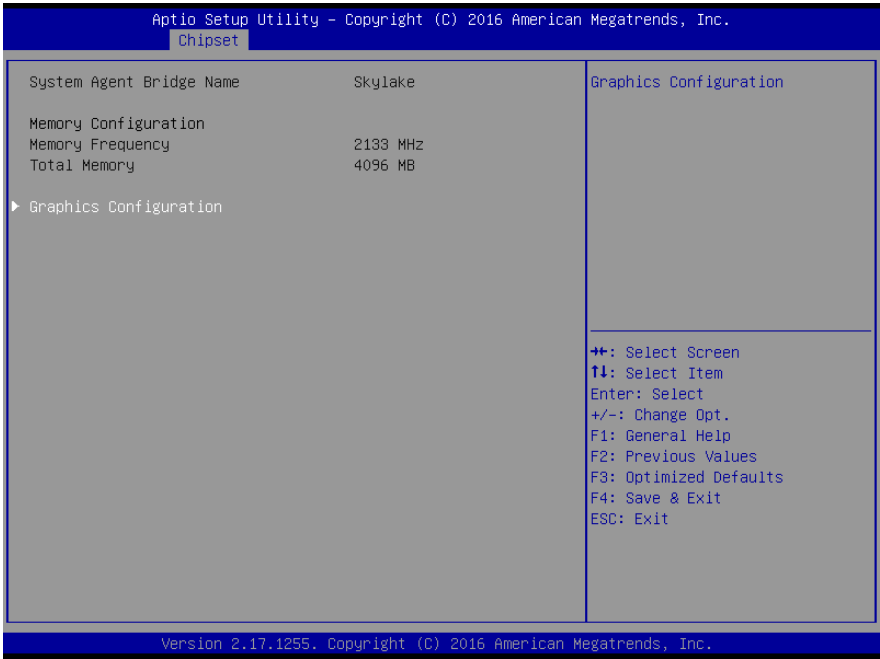 Aptio Setup Utility – Copyright (C) 2016 American Megatrends, Inc.
Chipset
System Agent Bridge Name Skylake
Memory Configuration
Memory Frequency 2133 MHz
Total Memory 4096 MB
► Graphics Configuration
Graphics Configuration
→←: Select Screen
↑↓: Select Item
Enter: Select
+/-: Change Opt.
F1: General Help
F2: Previous Values
F3: Optimized Defaults
F4: Save & Exit
ESC: Exit
Version 2.17.1255. Copyright (C) 2016 American Megatrends, Inc.